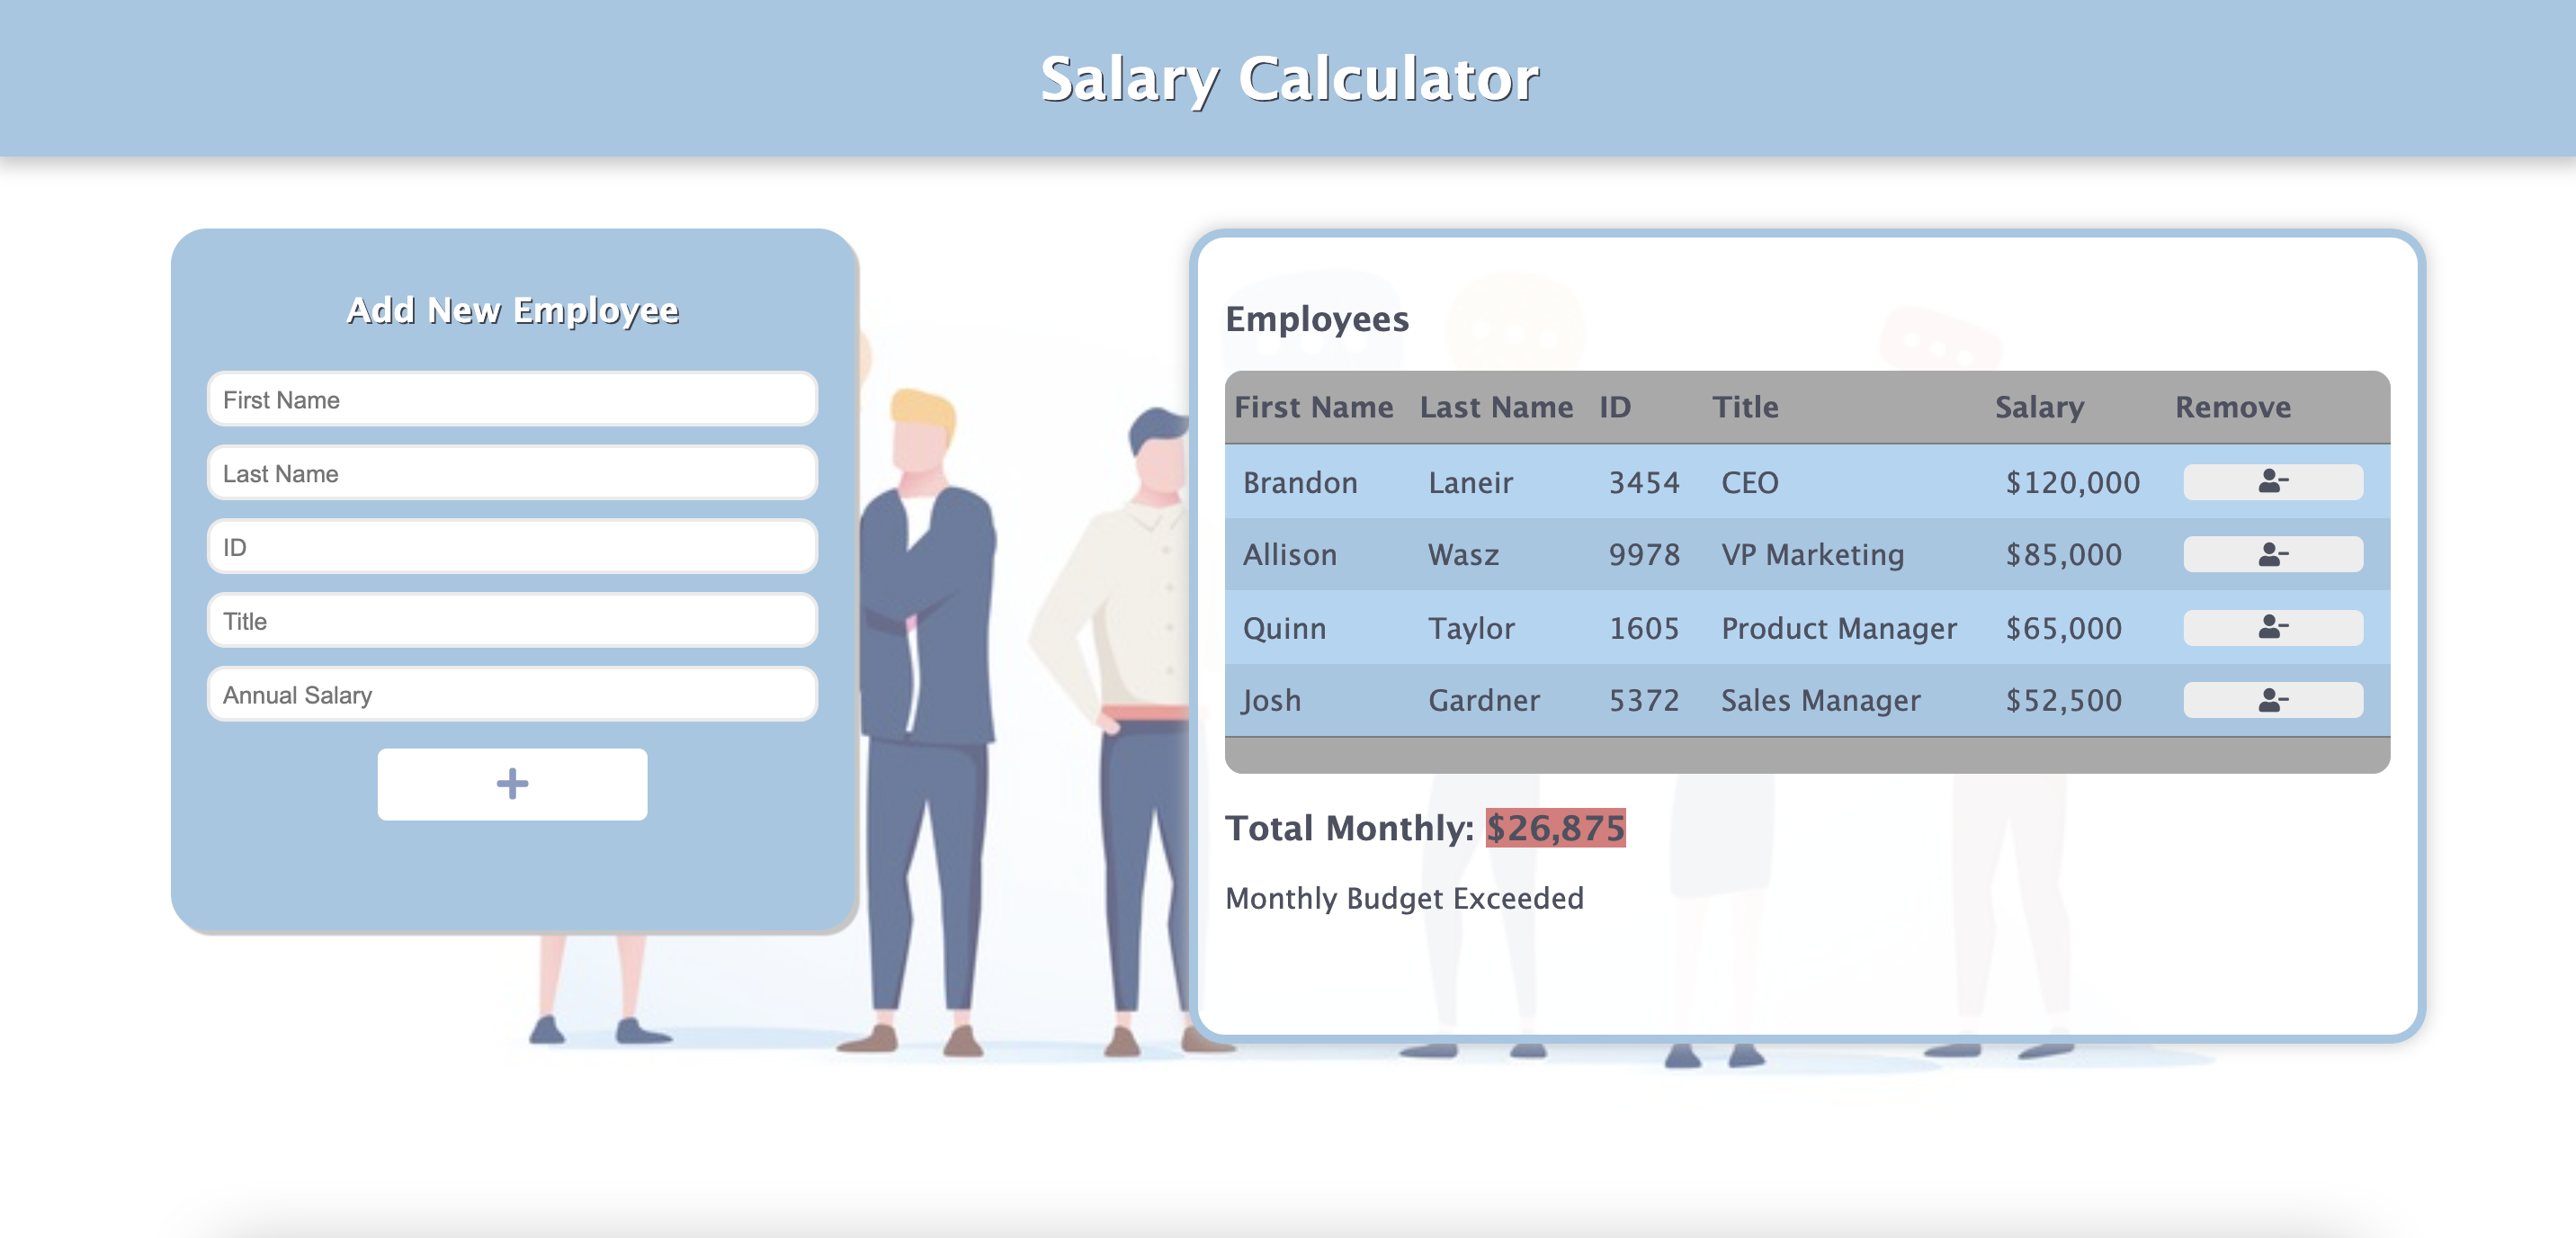 Salary Calculator
Add New Employee
First Name
Last Name
ID
Title
Annual Salary
Employees
First Name Last Name ID Title Salary Remove
Brandon Laneir 3454 CEO $120,000
Allison Wasz 9978 VP Marketing $85,000
Quinn Taylor 1605 Product Manager $65,000
Josh Gardner 5372 Sales Manager $52,500
Total Monthly: $26,875
Monthly Budget Exceeded